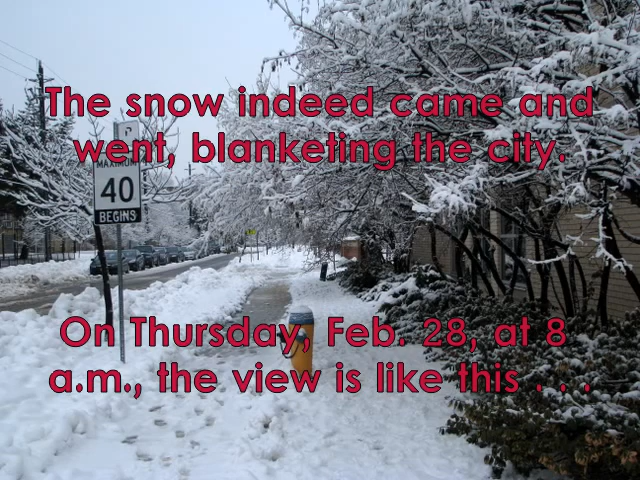 The snow indeed came and
went, blanketing the city.
MAXIMUM
40
BEGINS
On Thursday, Feb. 28, at 8
a.m., the view is like this . . .